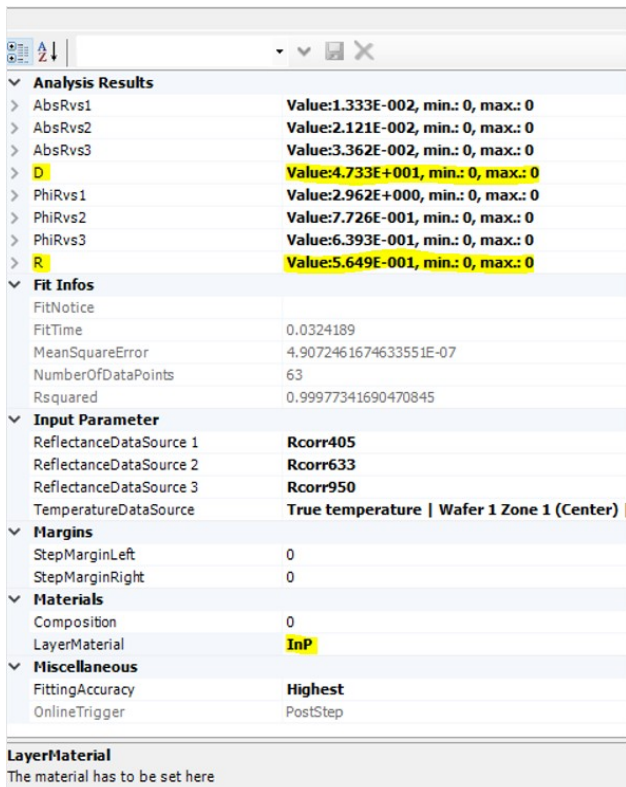 Analysis Results
AbsRvs1 Value:1.333E-002, min.: 0, max.: 0
AbsRvs2 Value:2.121E-002, min.: 0, max.: 0
AbsRvs3 Value:3.362E-002, min.: 0, max.: 0
D Value:4.733E+001, min.: 0, max.: 0
PhiRvs1 Value:2.962E+000, min.: 0, max.: 0
PhiRvs2 Value:7.726E-001, min.: 0, max.: 0
PhiRvs3 Value:6.393E-001, min.: 0, max.: 0
R Value:5.649E-001, min.: 0, max.: 0
Fit Infos
FitNotice
FitTime 0.0324189
MeanSquareError 4.9072461674633551E-07
NumberOfDataPoints 63
Rsquared 0.99977341690470845
Input Parameter
ReflectanceDataSource 1 Rcorr405
ReflectanceDataSource 2 Rcorr633
ReflectanceDataSource 3 Rcorr950
TemperatureDataSource True temperature | Wafer 1 Zone 1 (Center) |
Margins
StepMarginLeft 0
StepMarginRight 0
Materials
Composition 0
LayerMaterial InP
Miscellaneous
FittingAccuracy Highest
OnlineTrigger PostStep
LayerMaterial
The material has to be set here